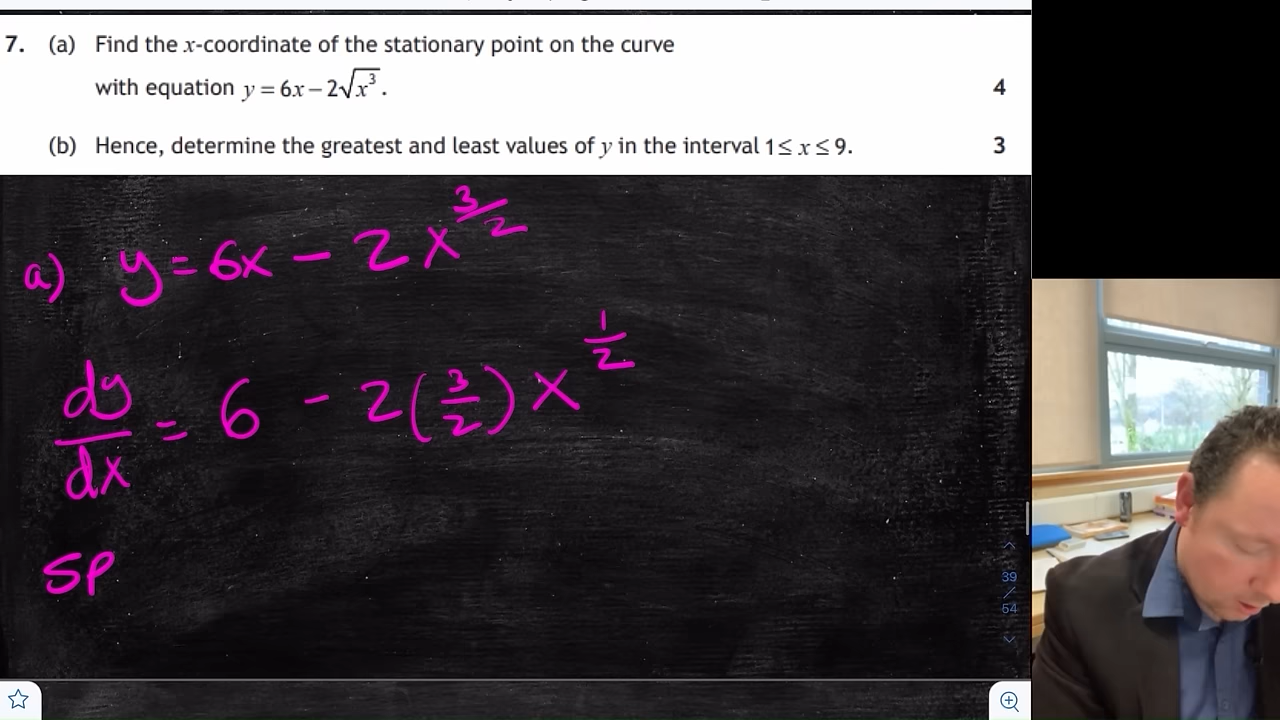 7. (a) Find the x-coordinate of the stationary point on the curve
with equation y = 6x − 2√x³. 4
(b) Hence, determine the greatest and least values of y in the interval 1 ≤ x ≤ 9. 3
a) y = 6x − 2x^(3/2)
dy/dx = 6 − 2(3/2)x^(1/2)
SP
39
/
54